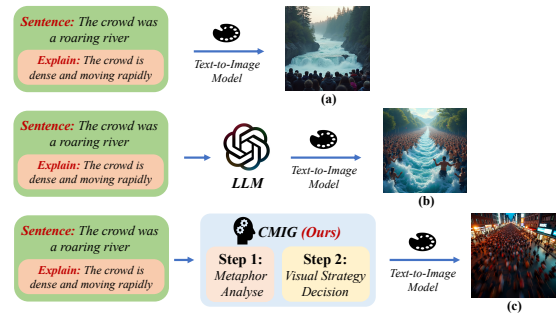 Sentence: The crowd was
a roaring river
Explain: The crowd is
dense and moving rapidly
Text-to-Image
Model
(a)
Sentence: The crowd was
a roaring river
Explain: The crowd is
dense and moving rapidly
LLM
Text-to-Image
Model
(b)
Sentence: The crowd was
a roaring river
Explain: The crowd is
dense and moving rapidly
CMIG (Ours)
Step 1:
Metaphor
Analyse
Step 2:
Visual Strategy
Decision
Text-to-Image
Model
(c)